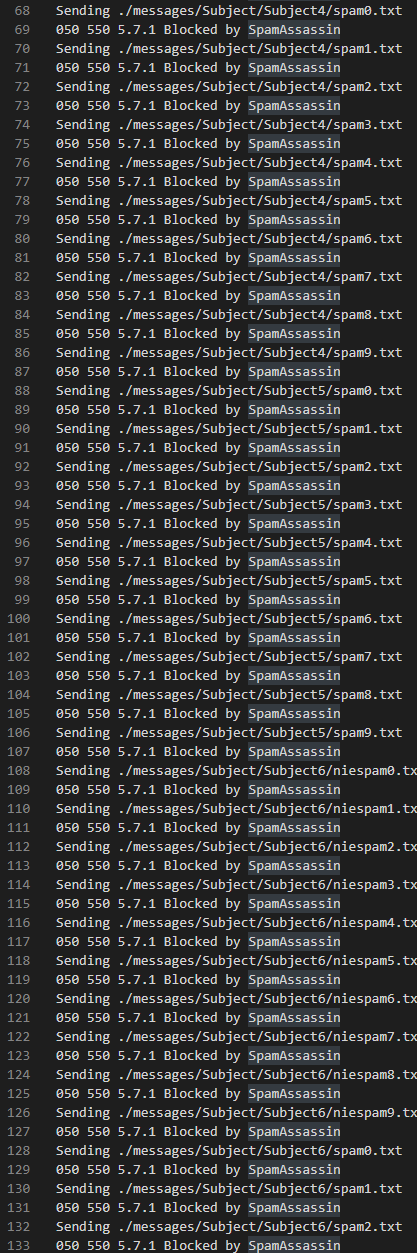 68 Sending ./messages/Subject/Subject4/spam0.txt
69 050 550 5.7.1 Blocked by SpamAssassin
70 Sending ./messages/Subject/Subject4/spam1.txt
71 050 550 5.7.1 Blocked by SpamAssassin
72 Sending ./messages/Subject/Subject4/spam2.txt
73 050 550 5.7.1 Blocked by SpamAssassin
74 Sending ./messages/Subject/Subject4/spam3.txt
75 050 550 5.7.1 Blocked by SpamAssassin
76 Sending ./messages/Subject/Subject4/spam4.txt
77 050 550 5.7.1 Blocked by SpamAssassin
78 Sending ./messages/Subject/Subject4/spam5.txt
79 050 550 5.7.1 Blocked by SpamAssassin
80 Sending ./messages/Subject/Subject4/spam6.txt
81 050 550 5.7.1 Blocked by SpamAssassin
82 Sending ./messages/Subject/Subject4/spam7.txt
83 050 550 5.7.1 Blocked by SpamAssassin
84 Sending ./messages/Subject/Subject4/spam8.txt
85 050 550 5.7.1 Blocked by SpamAssassin
86 Sending ./messages/Subject/Subject4/spam9.txt
87 050 550 5.7.1 Blocked by SpamAssassin
88 Sending ./messages/Subject/Subject5/spam0.txt
89 050 550 5.7.1 Blocked by SpamAssassin
90 Sending ./messages/Subject/Subject5/spam1.txt
91 050 550 5.7.1 Blocked by SpamAssassin
92 Sending ./messages/Subject/Subject5/spam2.txt
93 050 550 5.7.1 Blocked by SpamAssassin
94 Sending ./messages/Subject/Subject5/spam3.txt
95 050 550 5.7.1 Blocked by SpamAssassin
96 Sending ./messages/Subject/Subject5/spam4.txt
97 050 550 5.7.1 Blocked by SpamAssassin
98 Sending ./messages/Subject/Subject5/spam5.txt
99 050 550 5.7.1 Blocked by SpamAssassin
100 Sending ./messages/Subject/Subject5/spam6.txt
101 050 550 5.7.1 Blocked by SpamAssassin
102 Sending ./messages/Subject/Subject5/spam7.txt
103 050 550 5.7.1 Blocked by SpamAssassin
104 Sending ./messages/Subject/Subject5/spam8.txt
105 050 550 5.7.1 Blocked by SpamAssassin
106 Sending ./messages/Subject/Subject5/spam9.txt
107 050 550 5.7.1 Blocked by SpamAssassin
108 Sending ./messages/Subject/Subject6/niespam0.tx
109 050 550 5.7.1 Blocked by SpamAssassin
110 Sending ./messages/Subject/Subject6/niespam1.tx
111 050 550 5.7.1 Blocked by SpamAssassin
112 Sending ./messages/Subject/Subject6/niespam2.tx
113 050 550 5.7.1 Blocked by SpamAssassin
114 Sending ./messages/Subject/Subject6/niespam3.tx
115 050 550 5.7.1 Blocked by SpamAssassin
116 Sending ./messages/Subject/Subject6/niespam4.tx
117 050 550 5.7.1 Blocked by SpamAssassin
118 Sending ./messages/Subject/Subject6/niespam5.tx
119 050 550 5.7.1 Blocked by SpamAssassin
120 Sending ./messages/Subject/Subject6/niespam6.tx
121 050 550 5.7.1 Blocked by SpamAssassin
122 Sending ./messages/Subject/Subject6/niespam7.tx
123 050 550 5.7.1 Blocked by SpamAssassin
124 Sending ./messages/Subject/Subject6/niespam8.tx
125 050 550 5.7.1 Blocked by SpamAssassin
126 Sending ./messages/Subject/Subject6/niespam9.tx
127 050 550 5.7.1 Blocked by SpamAssassin
128 Sending ./messages/Subject/Subject6/spam0.txt
129 050 550 5.7.1 Blocked by SpamAssassin
130 Sending ./messages/Subject/Subject6/spam1.txt
131 050 550 5.7.1 Blocked by SpamAssassin
132 Sending ./messages/Subject/Subject6/spam2.txt
133 050 550 5.7.1 Blocked by SpamAssassin